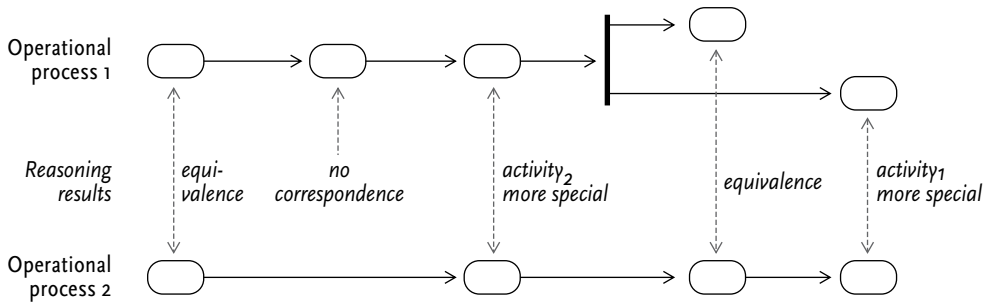 Operational
process 1
Reasoning
results
equi-
valence
no
correspondence
activity2
more special
equivalence
activity1
more special
Operational
process 2